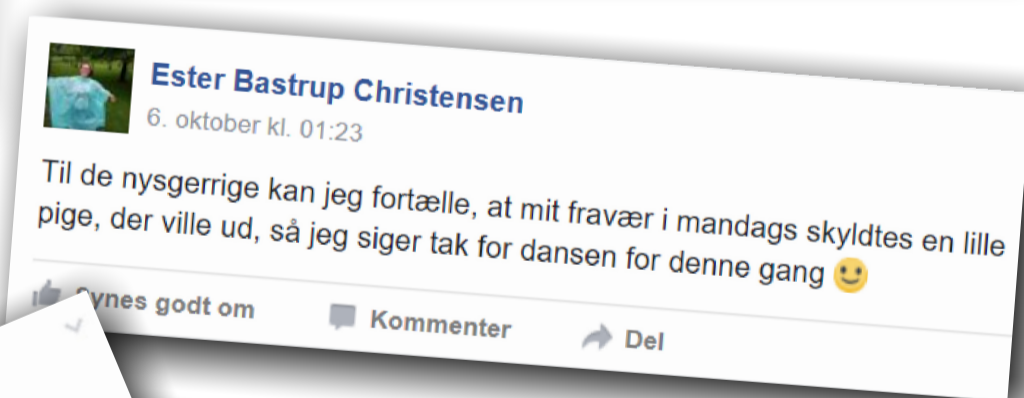 Ester Bastrup Christensen
6. oktober kl. 01:23
Til de nysgerrige kan jeg fortælle, at mit fravær i mandags skyldtes en lille
pige, der ville ud, så jeg siger tak for dansen for denne gang 🙂
Synes godt om Kommenter Del